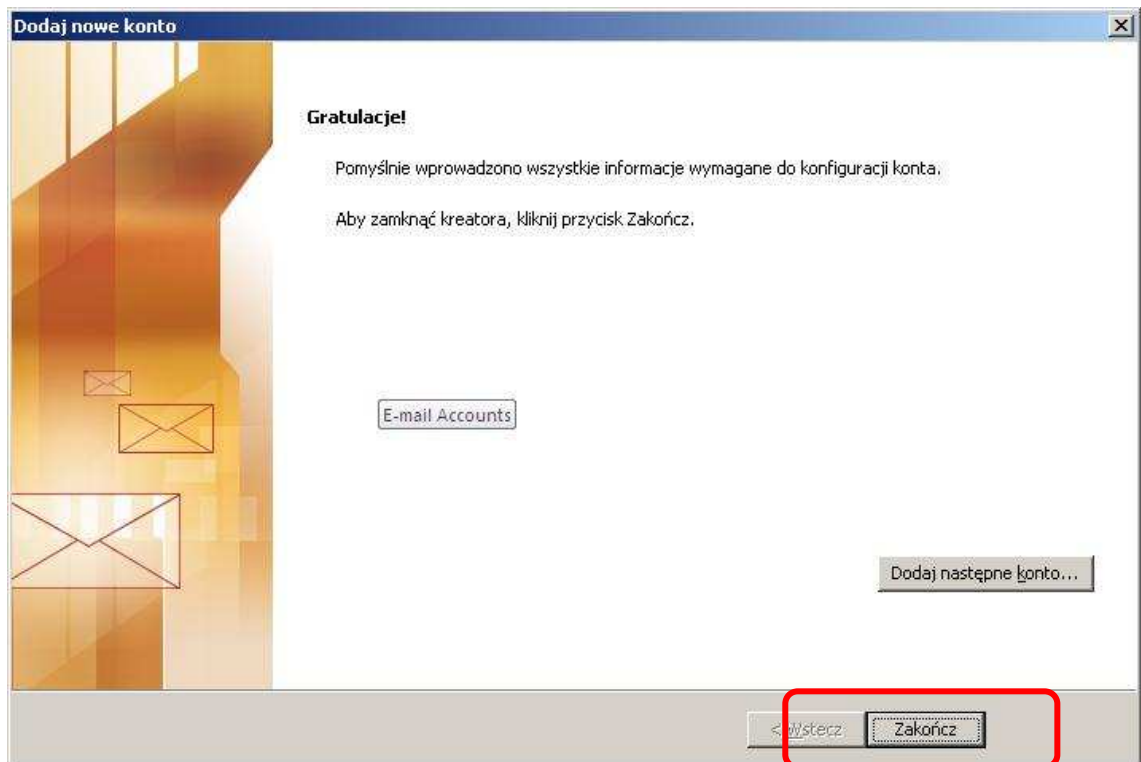 Dodaj nowe konto
Gratulacje!
Pomyślnie wprowadzono wszystkie informacje wymagane do konfiguracji konta.
Aby zamknąć kreatora, kliknij przycisk Zakończ.
E-mail Accounts
Dodaj następne konto...
< Wstecz
Zakończ